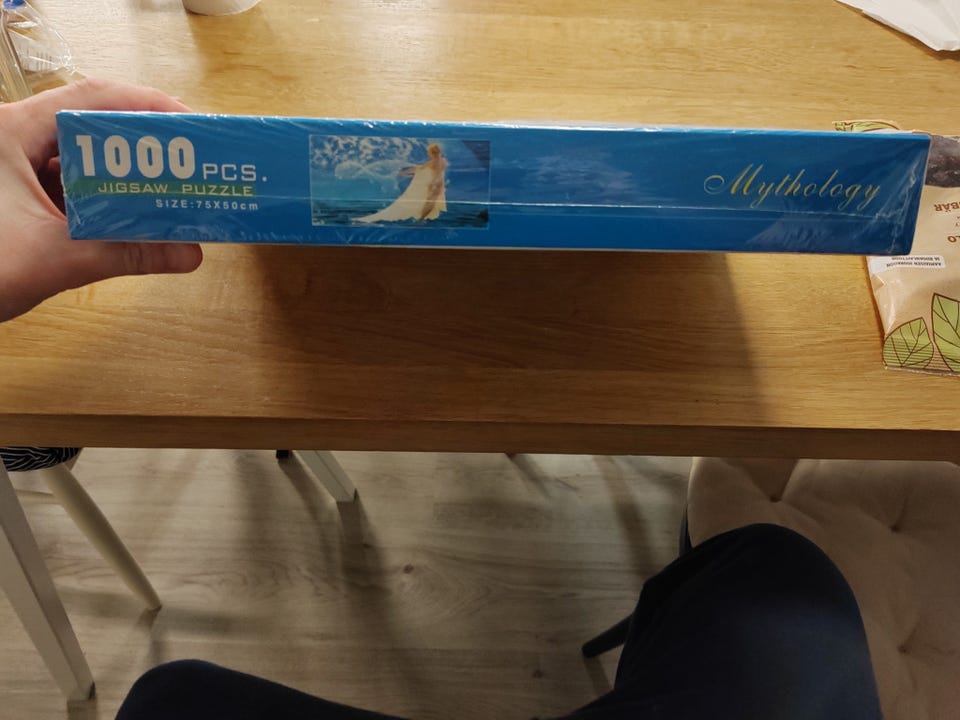 1000 PCS.
JIGSAW PUZZLE
SIZE:75X50cm
Mythology